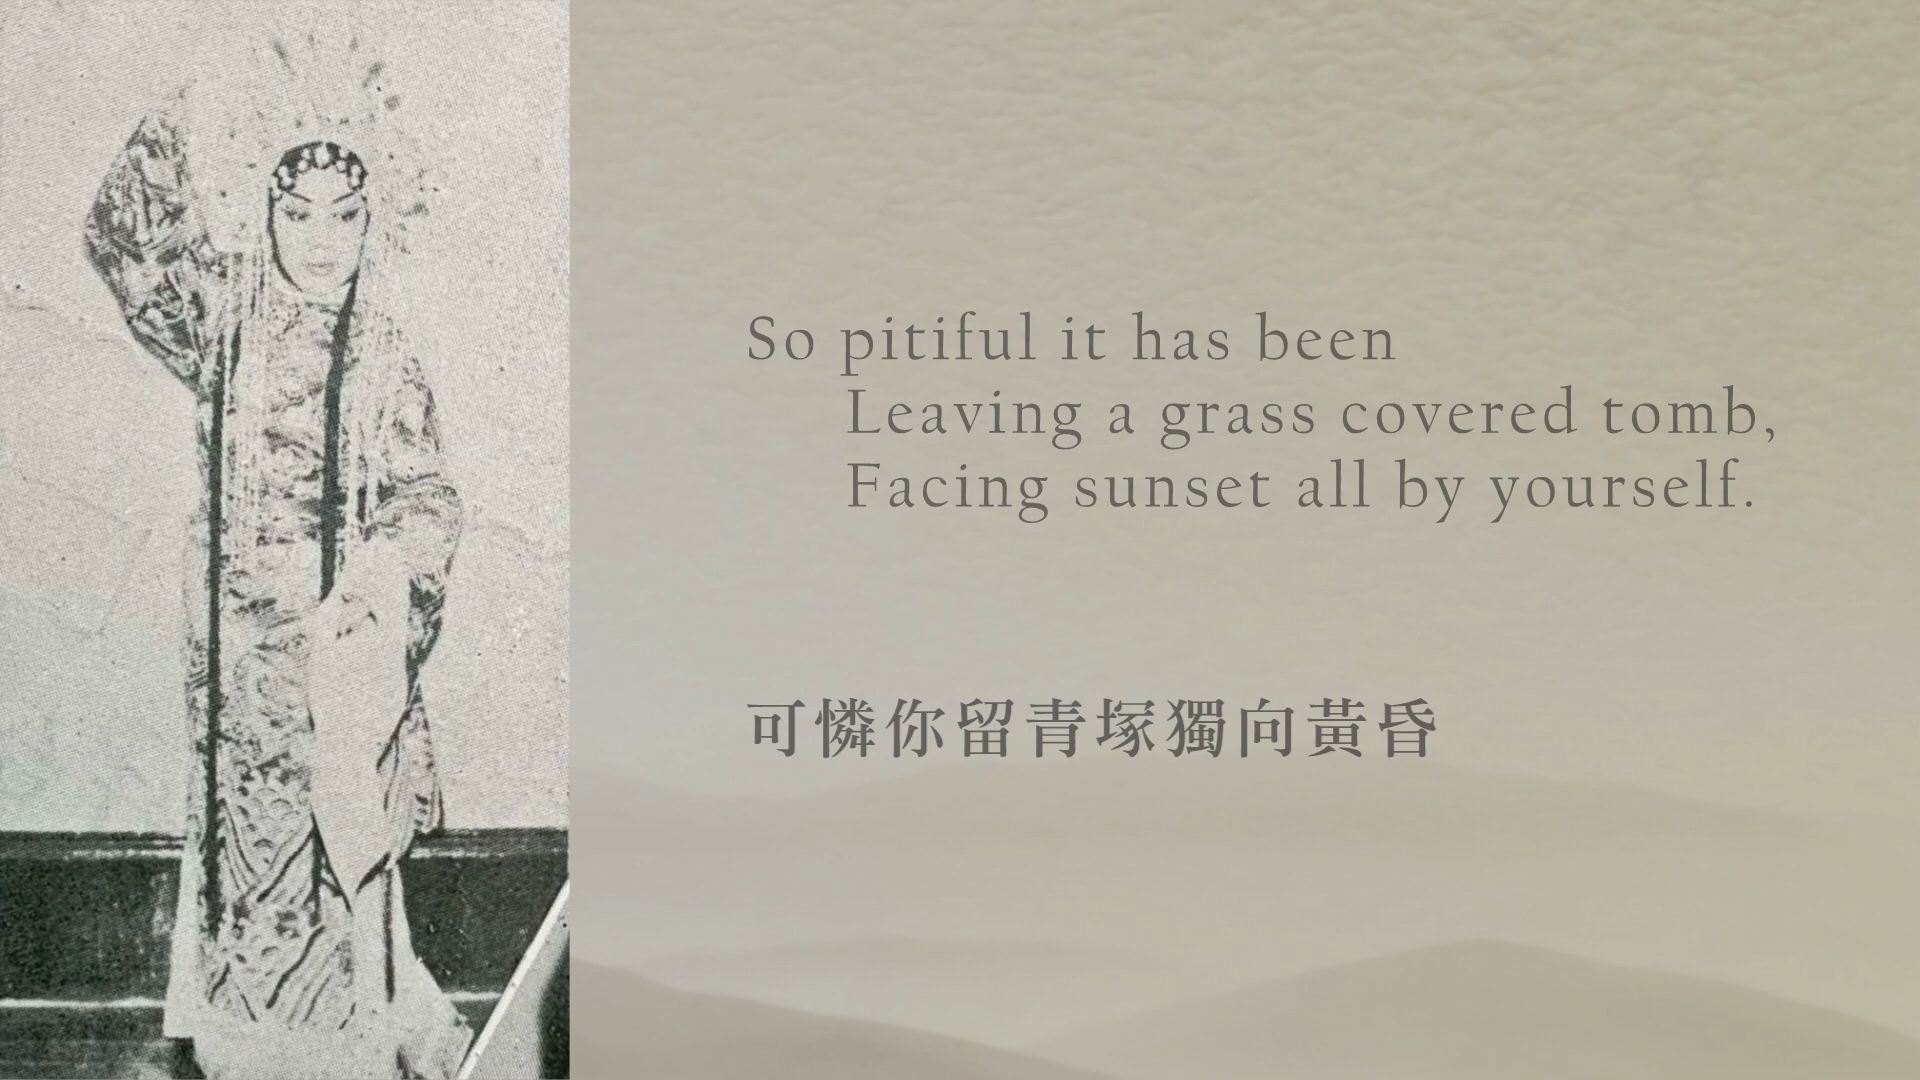 So pitiful it has been
Leaving a grass covered tomb,
Facing sunset all by yourself.
可憐你留青塚獨向黃昏